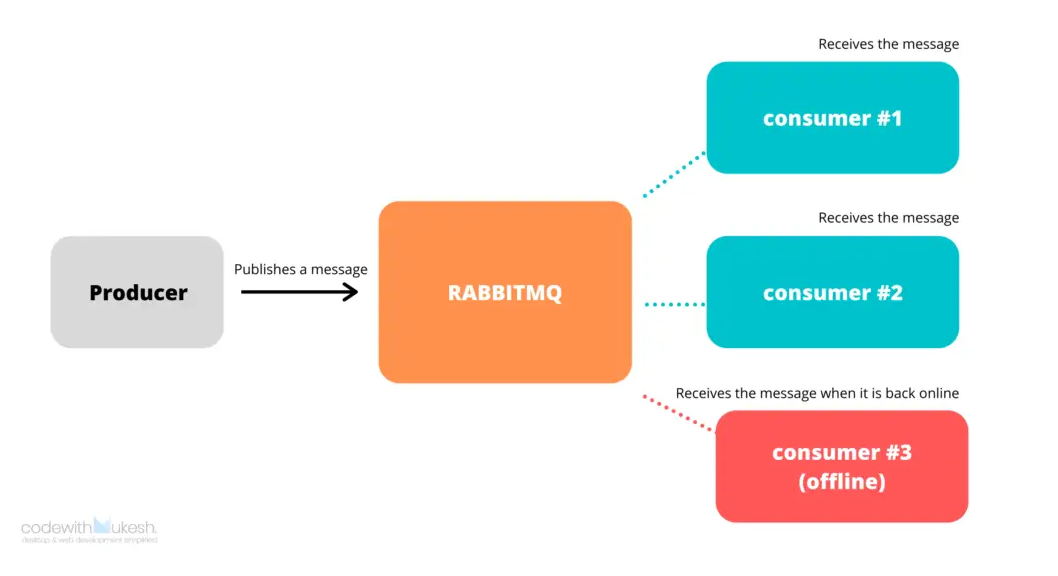 Receives the message
consumer #1
Receives the message
Publishes a message
Producer
RABBITMQ
consumer #2
Receives the message when it is back online
consumer #3
(offline)
codewithMukesh.
desktop & web development simplified